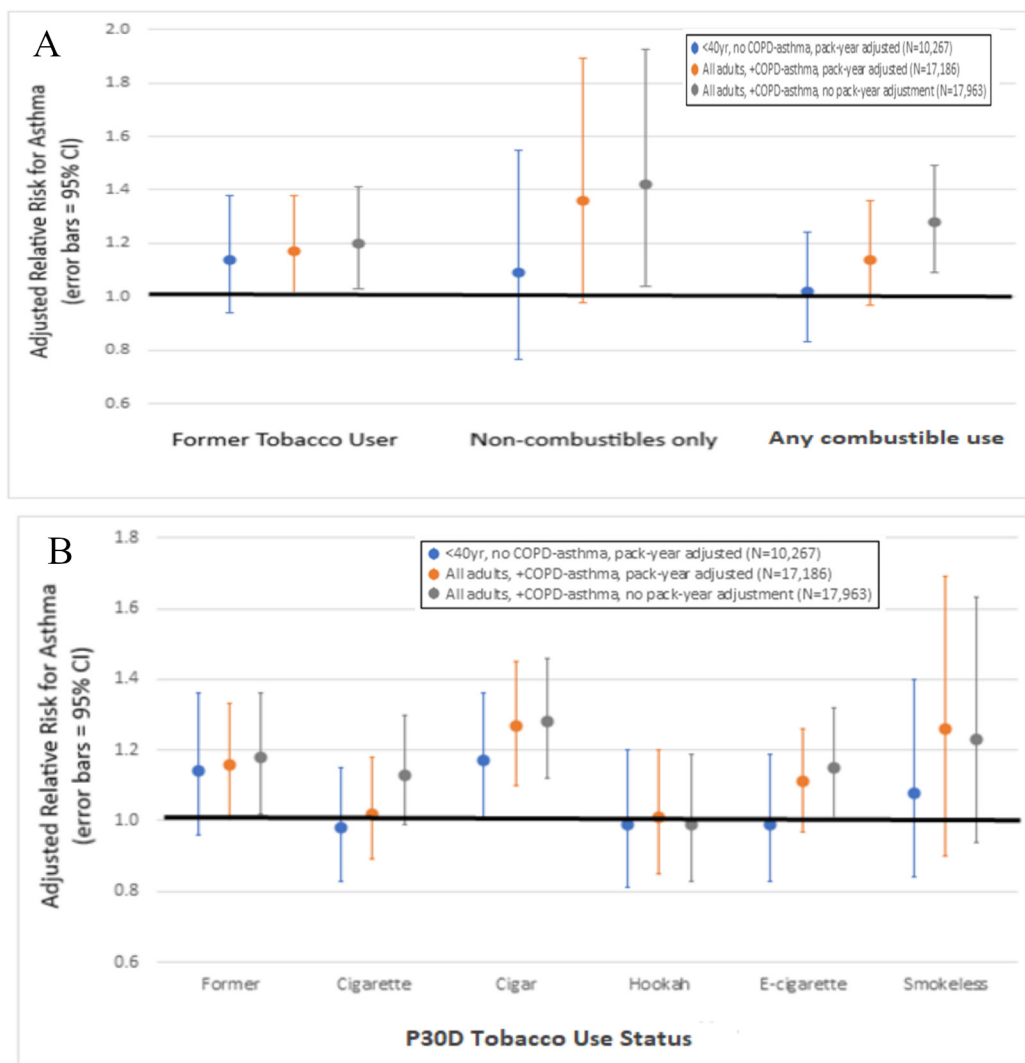 A
Adjusted Relative Risk for Asthma
(error bars = 95% CI)
2.0
1.8
1.6
1.4
1.2
1.0
0.8
0.6
<40yr, no COPD-asthma, pack-year adjusted (N=10,267)
All adults, +COPD-asthma, pack-year adjusted (N=17,186)
All adults, +COPD-asthma, no pack-year adjustment (N=17,963)
Former Tobacco User
Non-combustibles only
Any combustible use
B
Adjusted Relative Risk for Asthma
(error bars = 95% CI)
1.8
1.6
1.4
1.2
1.0
0.8
0.6
<40yr, no COPD-asthma, pack-year adjusted (N=10,267)
All adults, +COPD-asthma, pack-year adjusted (N=17,186)
All adults, +COPD-asthma, no pack-year adjustment (N=17,963)
Former
Cigarette
Cigar
Hookah
E-cigarette
Smokeless
P30D Tobacco Use Status